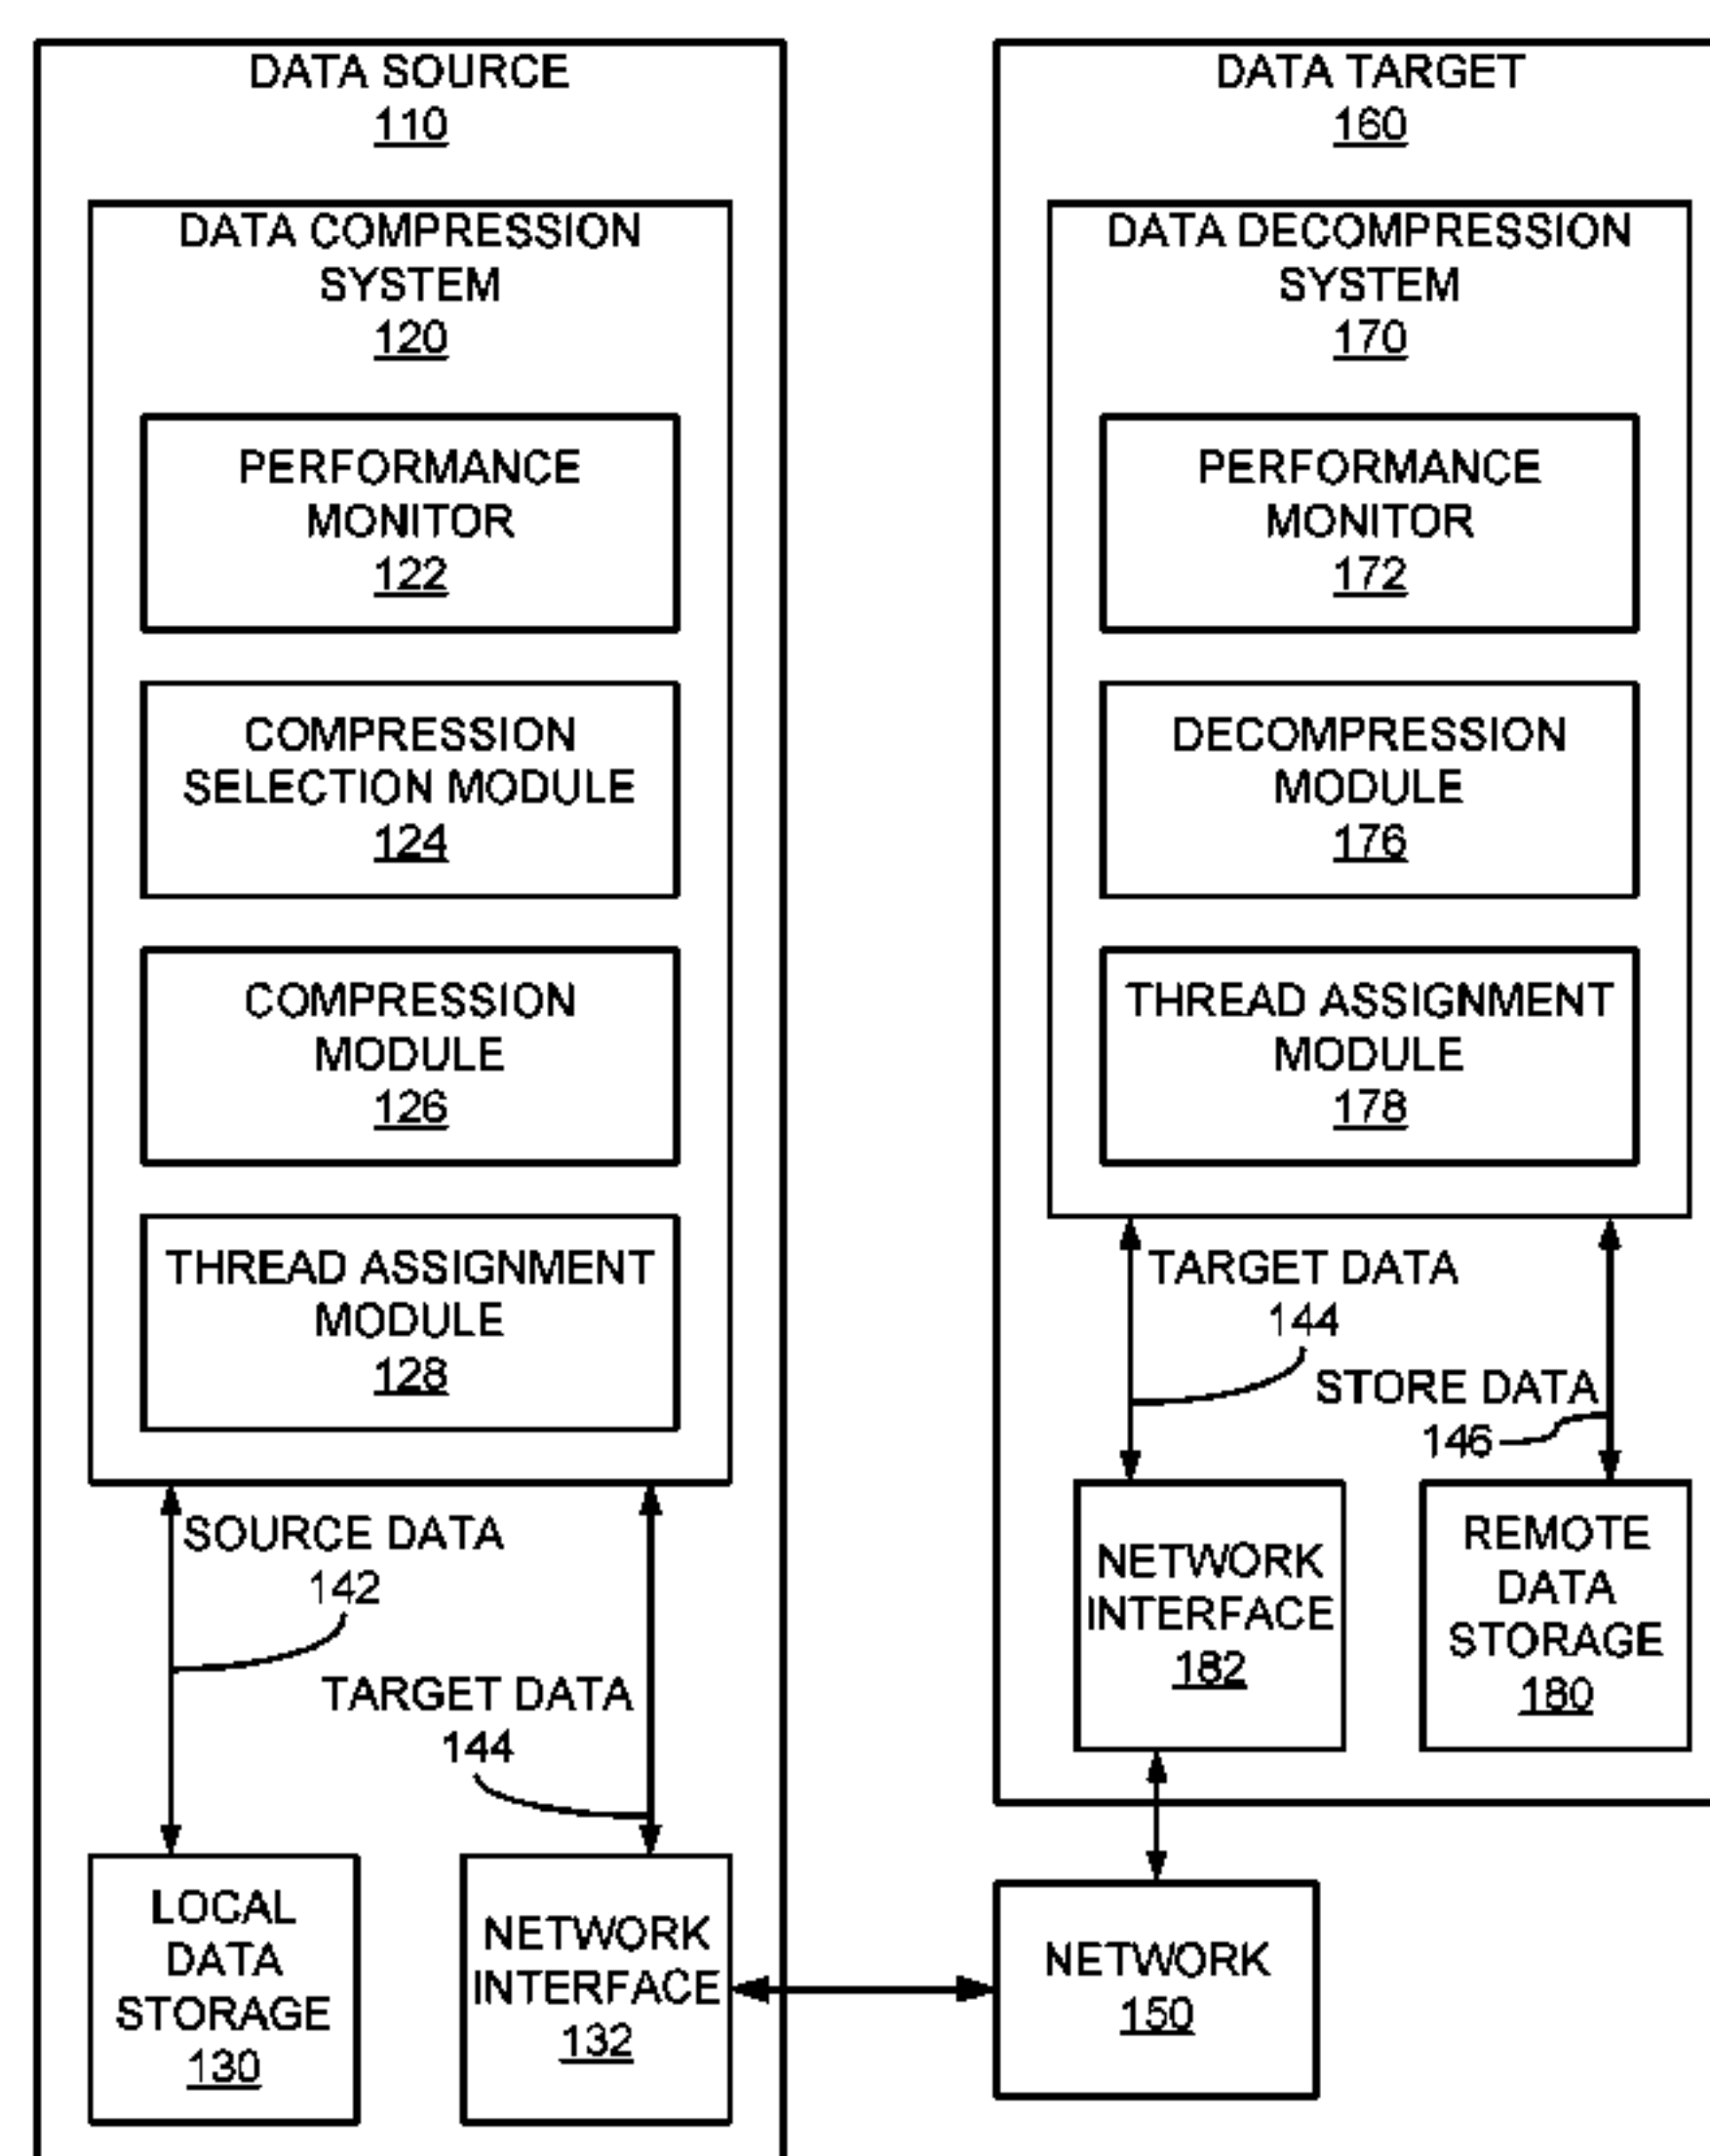 DATA SOURCE
110
DATA COMPRESSION
SYSTEM
120
PERFORMANCE
MONITOR
122
COMPRESSION
SELECTION MODULE
124
COMPRESSION
MODULE
126
THREAD ASSIGNMENT
MODULE
128
SOURCE DATA
142
TARGET DATA
144
LOCAL
DATA
STORAGE
130
NETWORK
INTERFACE
132
DATA TARGET
160
DATA DECOMPRESSION
SYSTEM
170
PERFORMANCE
MONITOR
172
DECOMPRESSION
MODULE
176
THREAD ASSIGNMENT
MODULE
178
TARGET DATA
144
STORE DATA
146
NETWORK
INTERFACE
182
REMOTE
DATA
STORAGE
180
NETWORK
150